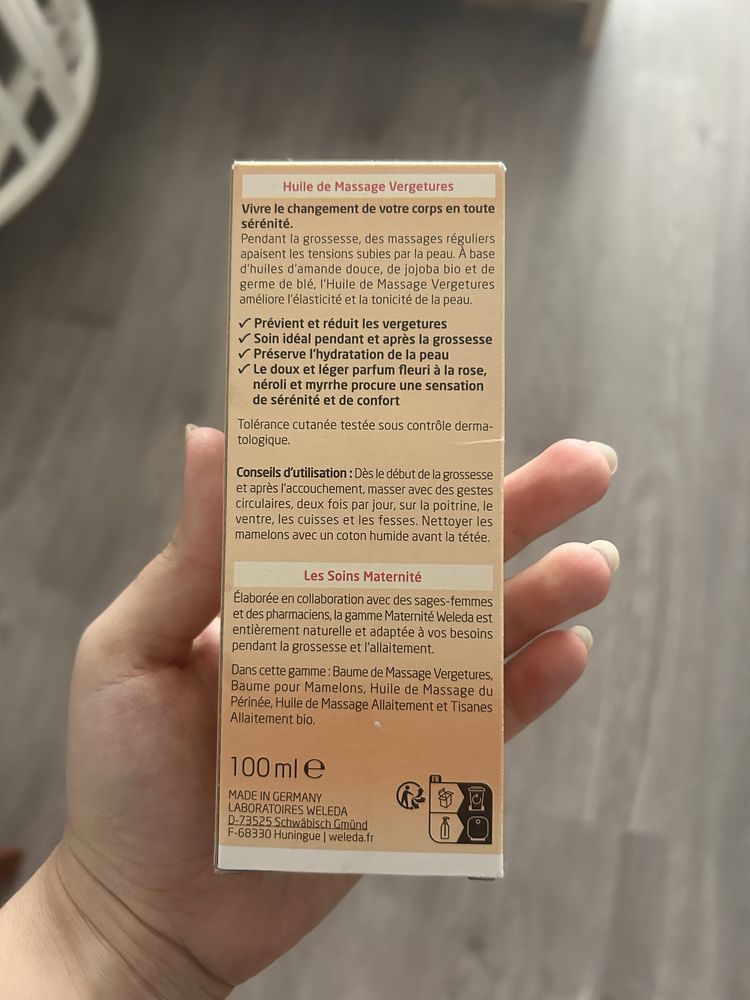 Huile de Massage Vergetures
Vivre le changement de votre corps en toute
sérénité.
Pendant la grossesse, des massages réguliers
apaisent les tensions subies par la peau. À base
d'huiles d'amande douce, de jojoba bio et de
germe de blé, l'Huile de Massage Vergetures
améliore l'élasticité et la tonicité de la peau.
✓ Prévient et réduit les vergetures
✓ Soin idéal pendant et après la grossesse
✓ Préserve l'hydratation de la peau
✓ Le doux et léger parfum fleuri à la rose,
néroli et myrrhe procure une sensation
de sérénité et de confort
Tolérance cutanée testée sous contrôle derma-
tologique.
Conseils d'utilisation : Dès le début de la grossesse
et après l'accouchement, masser avec des gestes
circulaires, deux fois par jour, sur la poitrine, le
ventre, les cuisses et les fesses. Nettoyer les
mamelons avec un coton humide avant la tétée.
Les Soins Maternité
Élaborée en collaboration avec des sages-femmes
et des pharmaciens, la gamme Maternité Weleda est
entièrement naturelle et adaptée à vos besoins
pendant la grossesse et l'allaitement.
Dans cette gamme : Baume de Massage Vergetures,
Baume pour Mamelons, Huile de Massage du
Périnée, Huile de Massage Allaitement et Tisanes
Allaitement bio.
100 ml e
FR
MADE IN GERMANY
LABORATOIRES WELEDA
D-73525 Schwäbisch Gmünd
F-68330 Huningue | weleda.fr